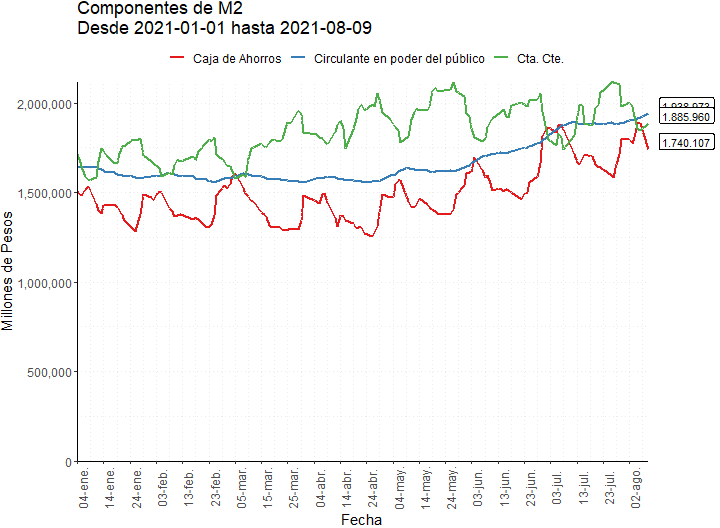 Componentes de M2
Desde 2021-01-01 hasta 2021-08-09
Caja de Ahorros Circulante en poder del público Cta. Cte.
2,000,000
1,500,000
1,000,000
500,000
0
Millones de Pesos
1.938.973
1.885.960
1.740.107
04-ene.
14-ene.
24-ene.
03-feb.
13-feb.
23-feb.
05-mar.
15-mar.
25-mar.
04-abr.
14-abr.
24-abr.
04-may.
14-may.
24-may.
03-jun.
13-jun.
23-jun.
03-jul.
13-jul.
23-jul.
02-ago.
Fecha